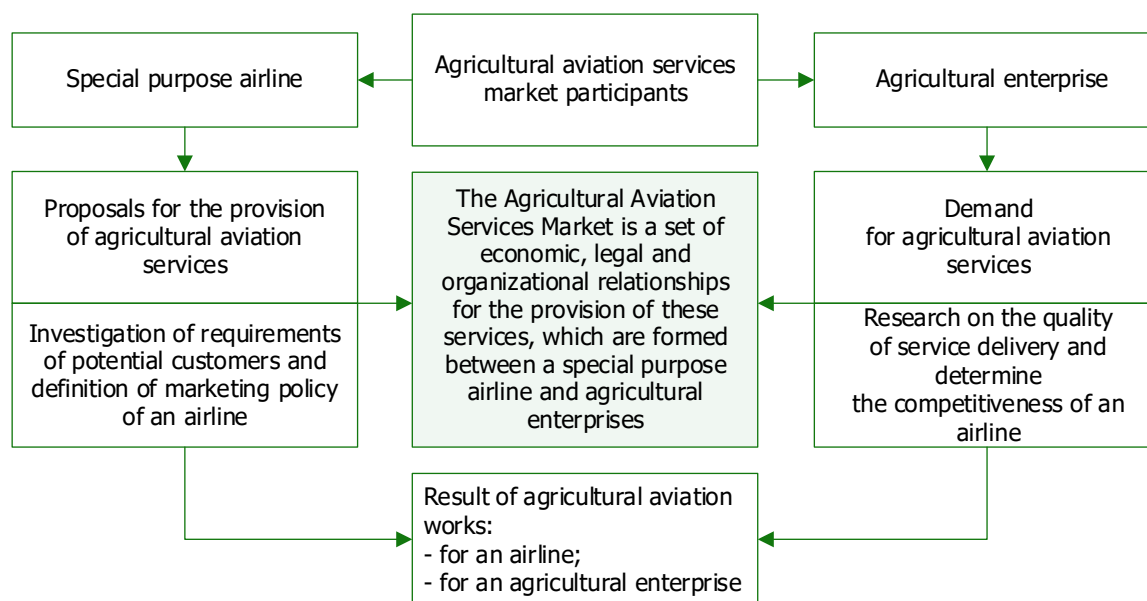 Special purpose airline
Agricultural aviation services
market participants
Agricultural enterprise
Proposals for the provision
of agricultural aviation
services
The Agricultural Aviation
Services Market is a set of
economic, legal and
organizational relationships
for the provision of these
services, which are formed
between a special purpose
airline and agricultural
enterprises
Demand
for agricultural aviation
services
Investigation of requirements
of potential customers and
definition of marketing policy
of an airline
Research on the quality
of service delivery and
determine
the competitiveness of an
airline
Result of agricultural aviation
works:
- for an airline;
- for an agricultural enterprise